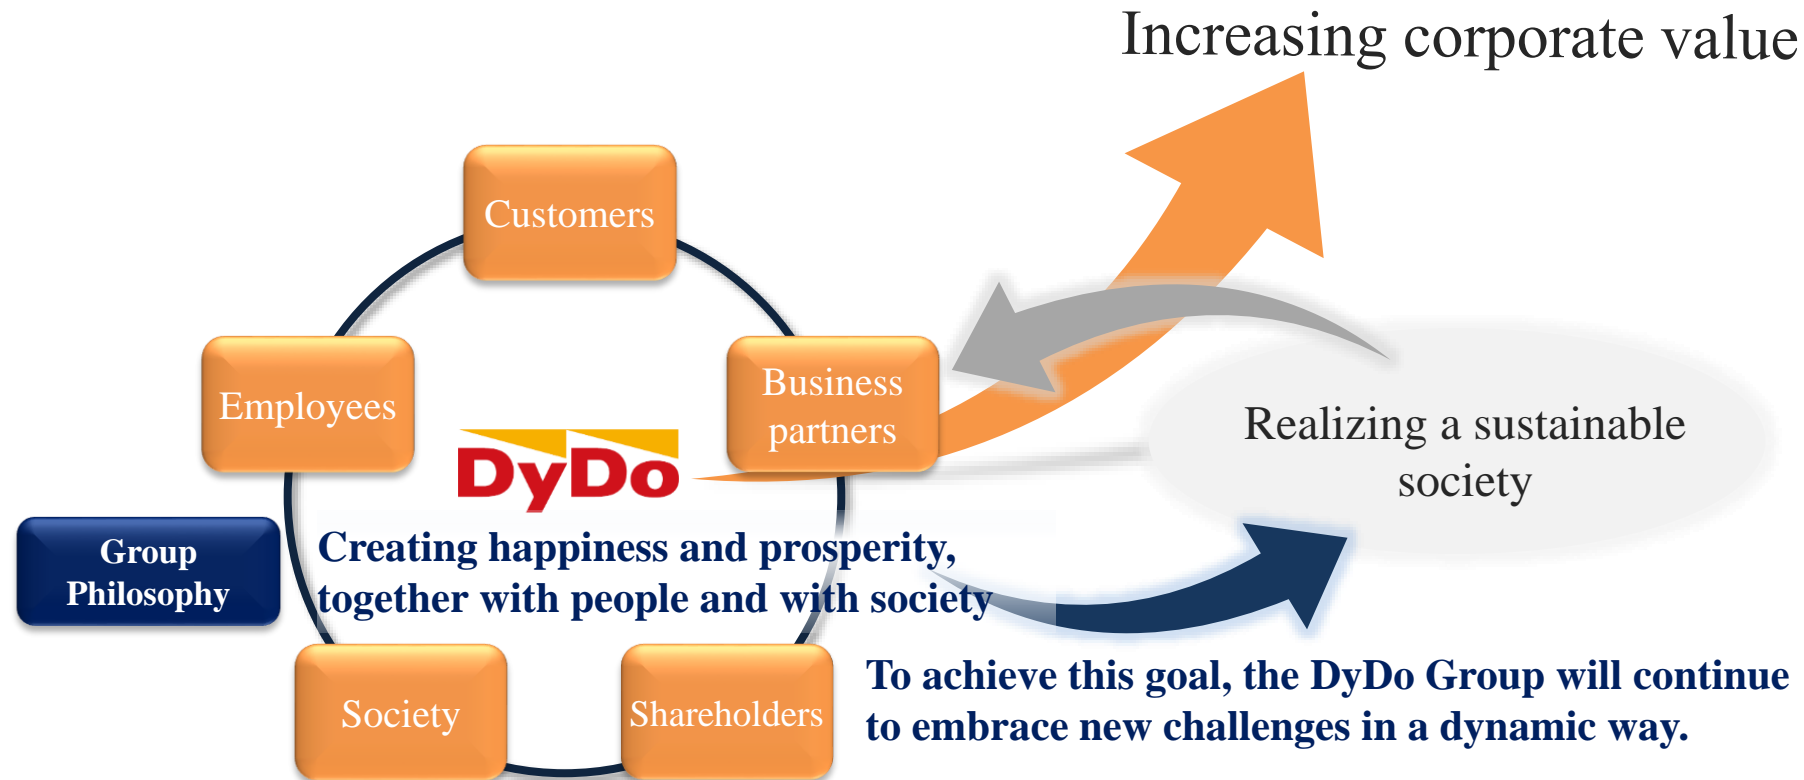 Increasing corporate value
Customers
Employees
Business
partners
DyDo
Realizing a sustainable
society
Group
Philosophy
Creating happiness and prosperity,
together with people and with society
Society
Shareholders
To achieve this goal, the DyDo Group will continue
to embrace new challenges in a dynamic way.